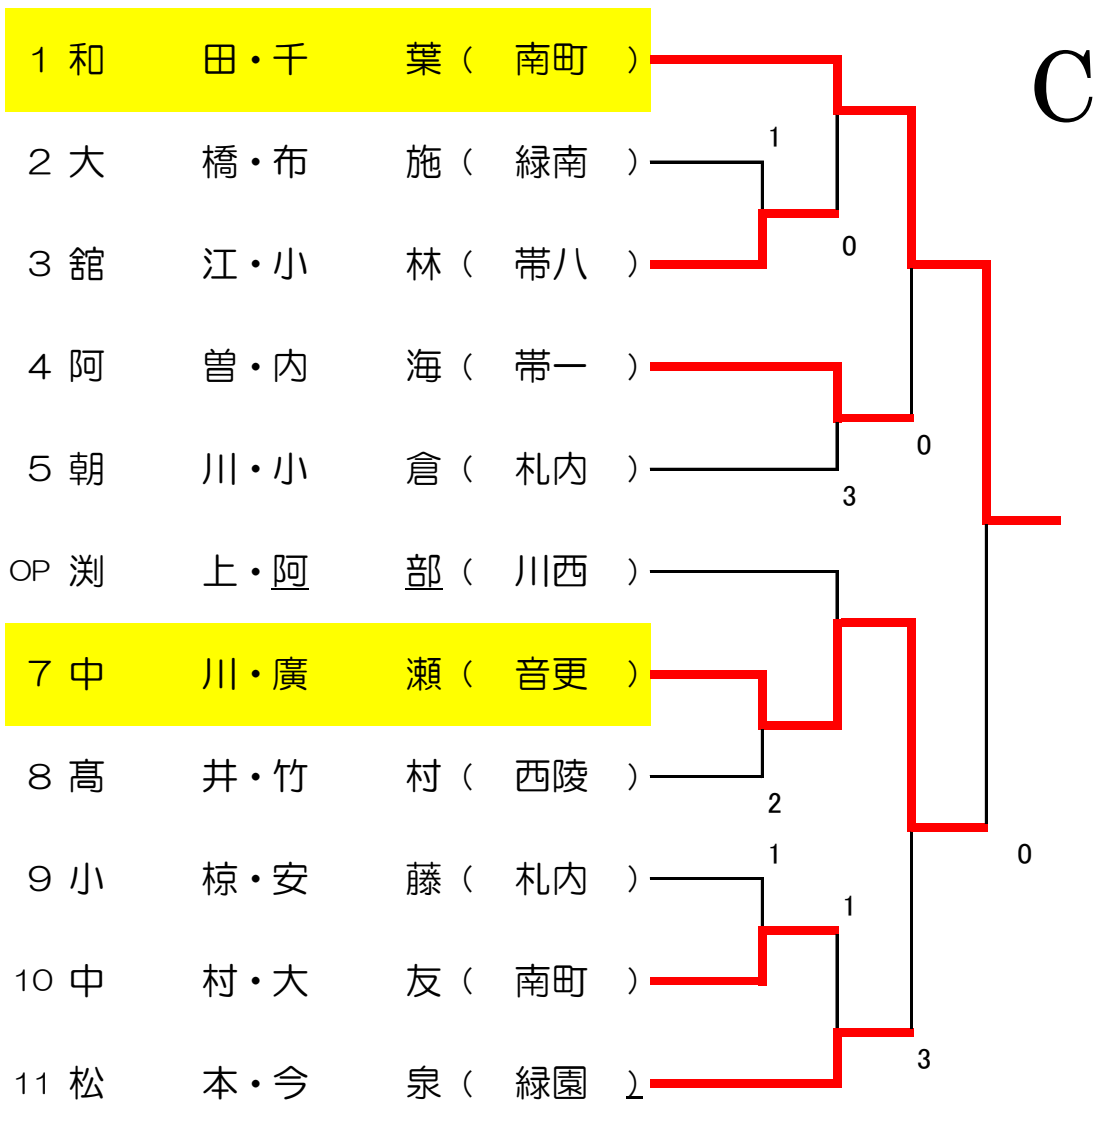 1 和 田・千 葉 ( 南町 )
C
1
2 大 橋・布 施 ( 緑南 )
0
3 舘 江・小 林 ( 帯八 )
4 阿 曽・内 海 ( 帯一 )
0
5 朝 川・小 倉 ( 札内 )
3
OP 渕 上・阿 部 ( 川西 )
7 中 川・廣 瀬 ( 音更 )
8 髙 井・竹 村 ( 西陵 )
2
1
0
9 小 椋・安 藤 ( 札内 )
1
10 中 村・大 友 ( 南町 )
3
11 松 本・今 泉 ( 緑園 )